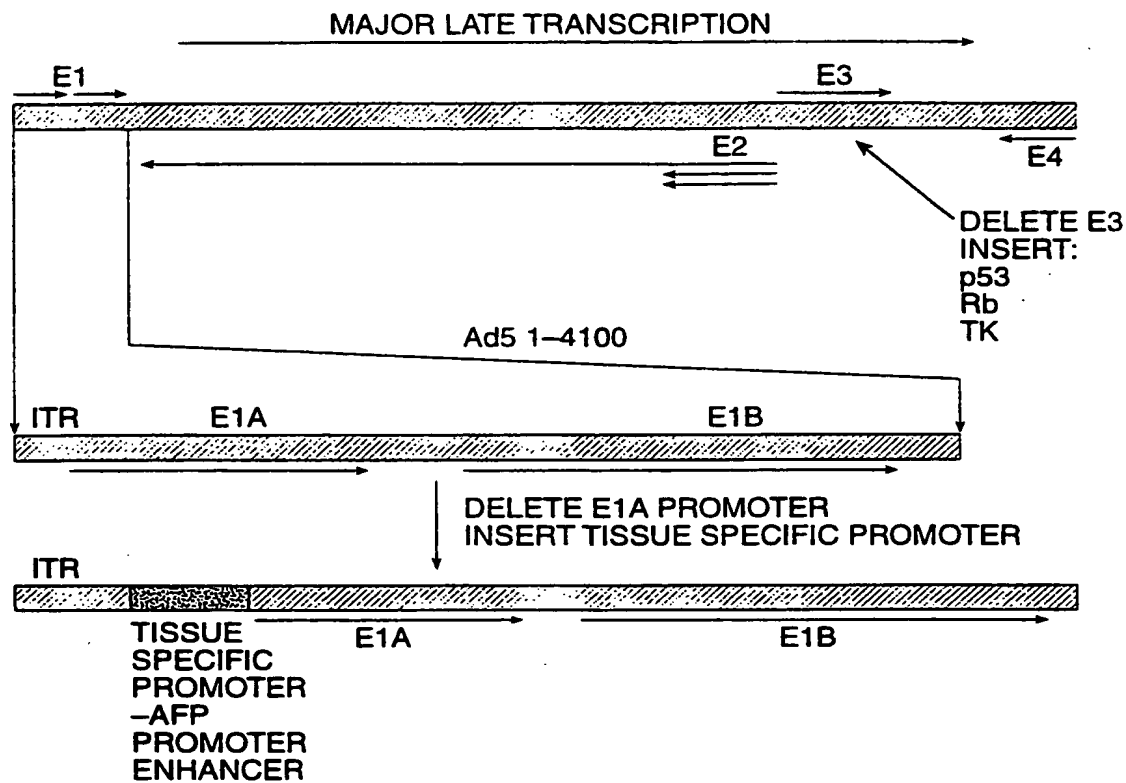 MAJOR LATE TRANSCRIPTION
E1
E3
E2
E4
DELETE E3
INSERT:
p53
Rb
TK
Ad5 1–4100
ITR
E1A
E1B
DELETE E1A PROMOTER
INSERT TISSUE SPECIFIC PROMOTER
ITR
E1A
E1B
TISSUE
SPECIFIC
PROMOTER
–AFP
PROMOTER
ENHANCER